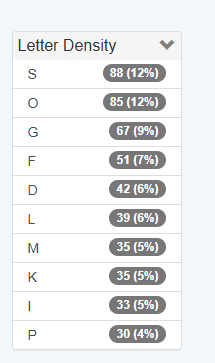 Letter Density
S 88 (12%)
O 85 (12%)
G 67 (9%)
F 51 (7%)
D 42 (6%)
L 39 (6%)
M 35 (5%)
K 35 (5%)
I 33 (5%)
P 30 (4%)